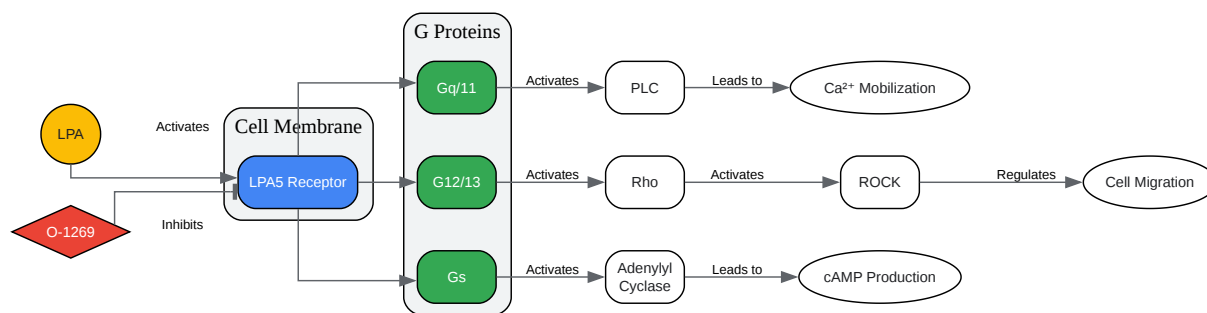 G Proteins
Gq/11
Activates
PLC
Leads to
Ca²⁺ Mobilization
LPA
Activates
Cell Membrane
LPA5 Receptor
G12/13
Activates
Rho
Activates
ROCK
Regulates
Cell Migration
O-1269
Inhibits
Gs
Activates
Adenylyl
Cyclase
Leads to
cAMP Production